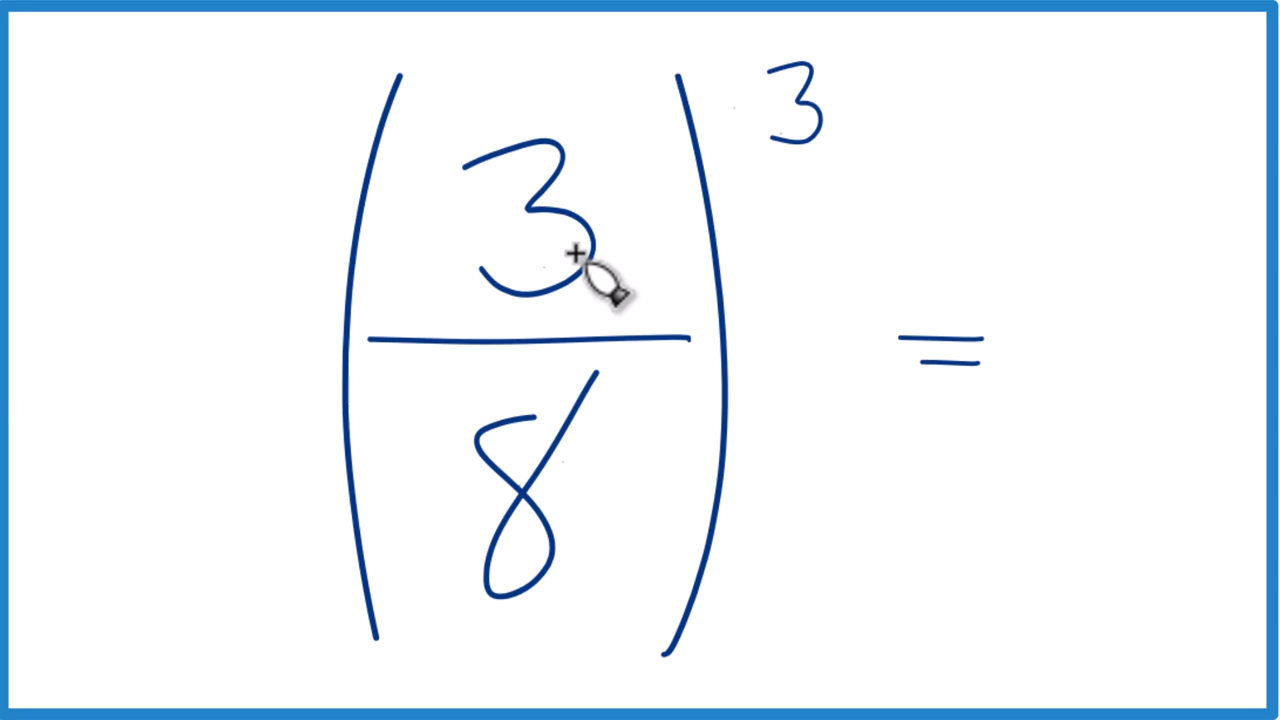 (3/8)^3 =